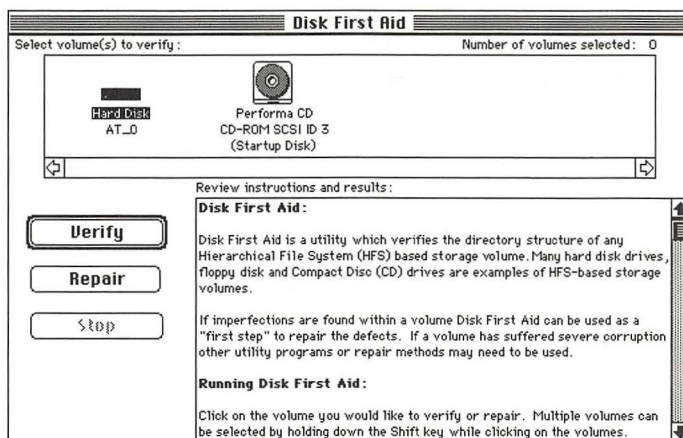 Disk First Aid
Select volume(s) to verify:
Number of volumes selected: 0
Hard Disk
AT_0
Performa CD
CD-ROM SCSI ID 3
(Startup Disk)
Review instructions and results:
Verify
Repair
Stop
Disk First Aid:
Disk First Aid is a utility which verifies the directory structure of any
Hierarchical File System (HFS) based storage volume. Many hard disk drives,
floppy disk and Compact Disc (CD) drives are examples of HFS-based storage
volumes.
If imperfections are found within a volume Disk First Aid can be used as a
"first step" to repair the defects. If a volume has suffered severe corruption
other utility programs or repair methods may need to be used.
Running Disk First Aid:
Click on the volume you would like to verify or repair. Multiple volumes can
be selected by holding down the Shift key while clicking on the volumes.